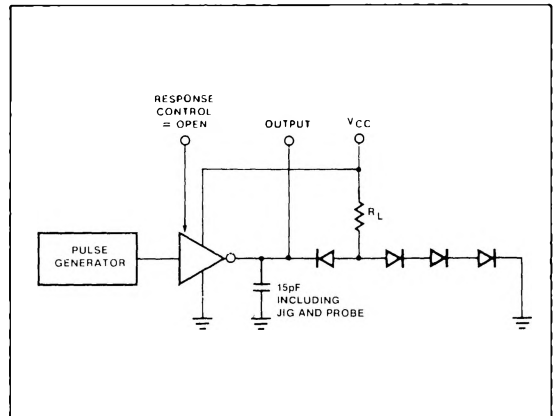 RESPONSE
CONTROL
= OPEN
OUTPUT
VCC
RL
PULSE
GENERATOR
15pF
INCLUDING
JIG AND PROBE